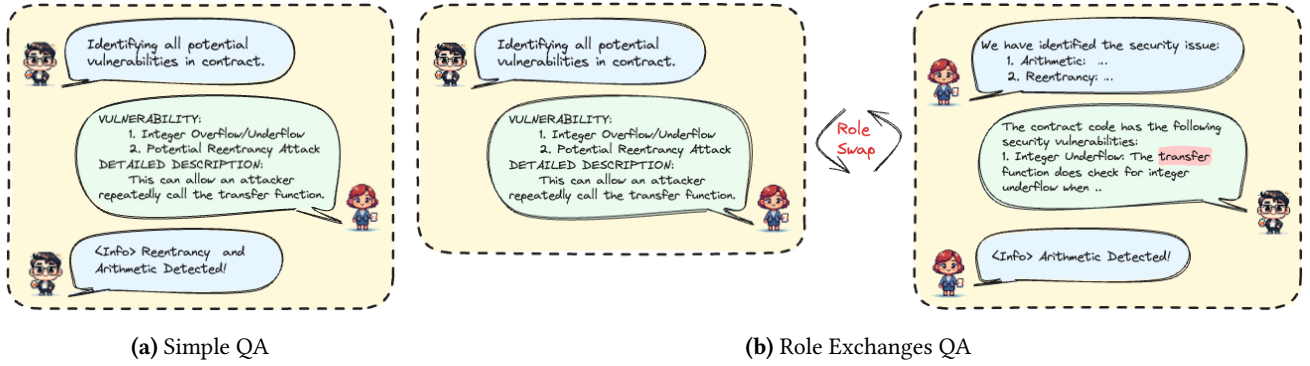 Identifying all potential
vulnerabilities in contract.
VULNERABILITY:
1. Integer Overflow/Underflow
2. Potential Reentrancy Attack
DETAILED DESCRIPTION:
This can allow an attacker
repeatedly call the transfer function.
<Info> Reentrancy and
Arithmetic Detected!
(a) Simple QA
Identifying all potential
vulnerabilities in contract.
VULNERABILITY:
1. Integer Overflow/Underflow
2. Potential Reentrancy Attack
DETAILED DESCRIPTION:
This can allow an attacker
repeatedly call the transfer function.
Role
Swap
We have identified the security issue:
1. Arithmetic: ...
2. Reentrancy: ...
The contract code has the following
security vulnerabilities:
1. Integer Underflow: The transfer
function does check for integer
underflow when ..
<Info> Arithmetic Detected!
(b) Role Exchanges QA